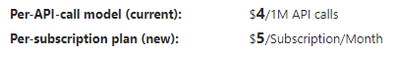 Per-API-call model (current): $4/1M API calls
Per-subscription plan (new): $5/Subscription/Month